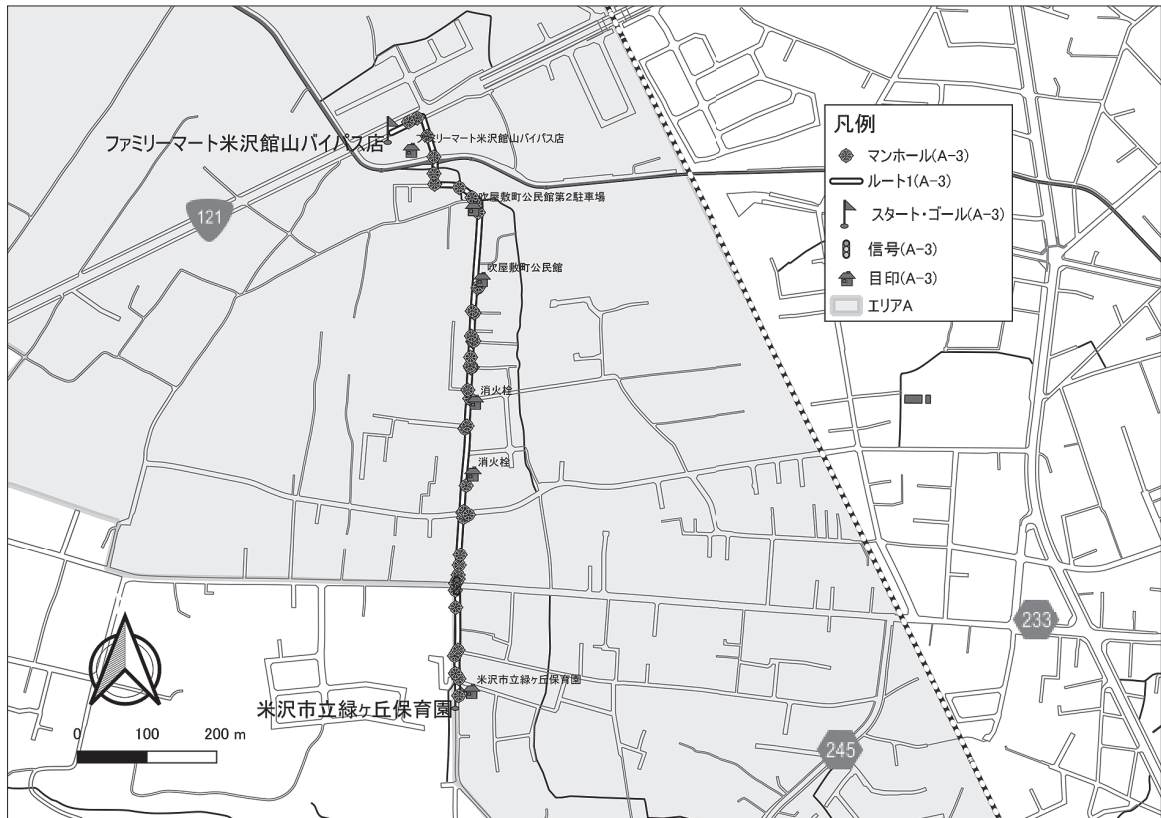 ファミリーマート米沢館山バイパス店
ファミリーマート米沢館山バイパス店
吹屋敷町公民館第2駐車場
121
吹屋敷町公民館
消火栓
消火栓
米沢市立緑ヶ丘保育園
米沢市立緑ヶ丘保育園
0 100 200 m
233
245
凡例
マンホール(A-3)
ルート1(A-3)
スタート・ゴール(A-3)
信号(A-3)
目印(A-3)
エリアA